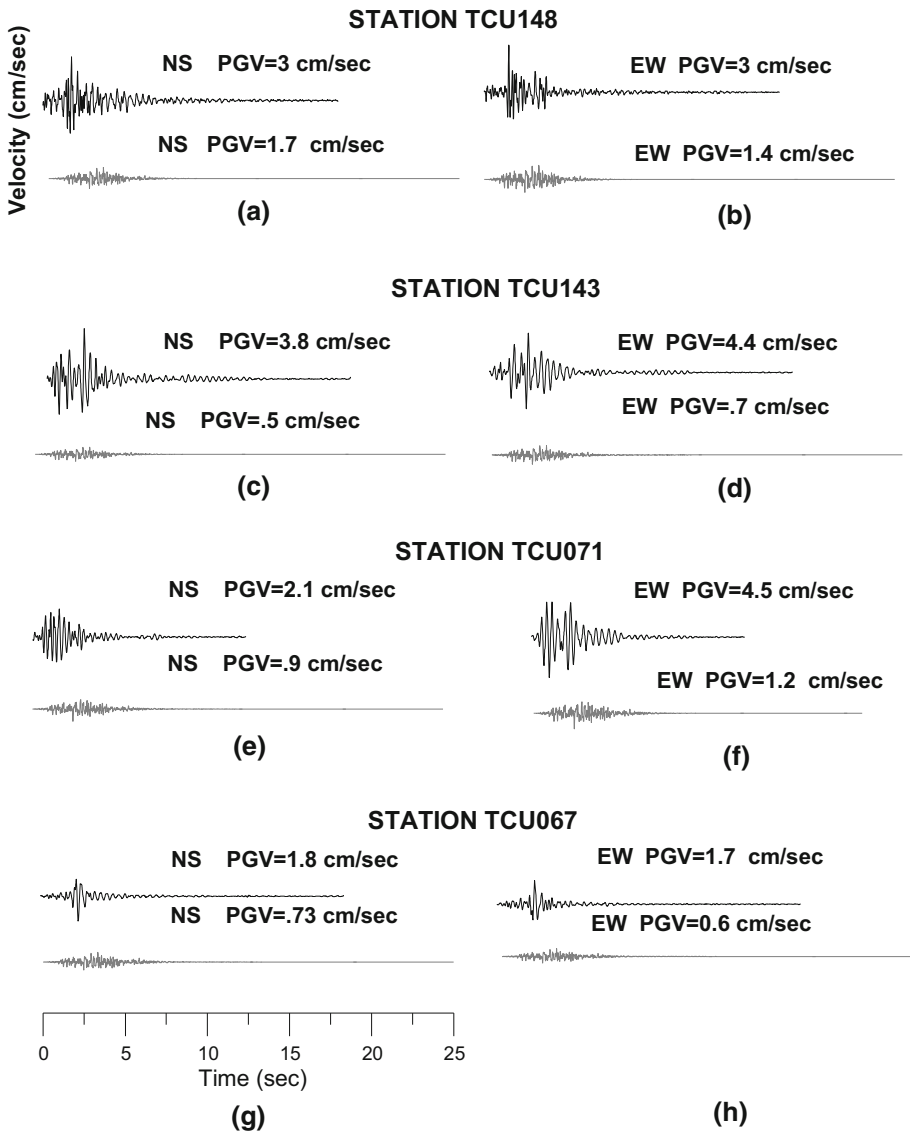 STATION TCU148
Velocity (cm/sec)
NS PGV=3 cm/sec
EW PGV=3 cm/sec
NS PGV=1.7 cm/sec
EW PGV=1.4 cm/sec
(a)
(b)
STATION TCU143
NS PGV=3.8 cm/sec
EW PGV=4.4 cm/sec
NS PGV=.5 cm/sec
EW PGV=.7 cm/sec
(c)
(d)
STATION TCU071
NS PGV=2.1 cm/sec
EW PGV=4.5 cm/sec
NS PGV=.9 cm/sec
EW PGV=1.2 cm/sec
(e)
(f)
STATION TCU067
NS PGV=1.8 cm/sec
EW PGV=1.7 cm/sec
NS PGV=.73 cm/sec
EW PGV=0.6 cm/sec
0 5 10 15 20 25
Time (sec)
(g)
(h)